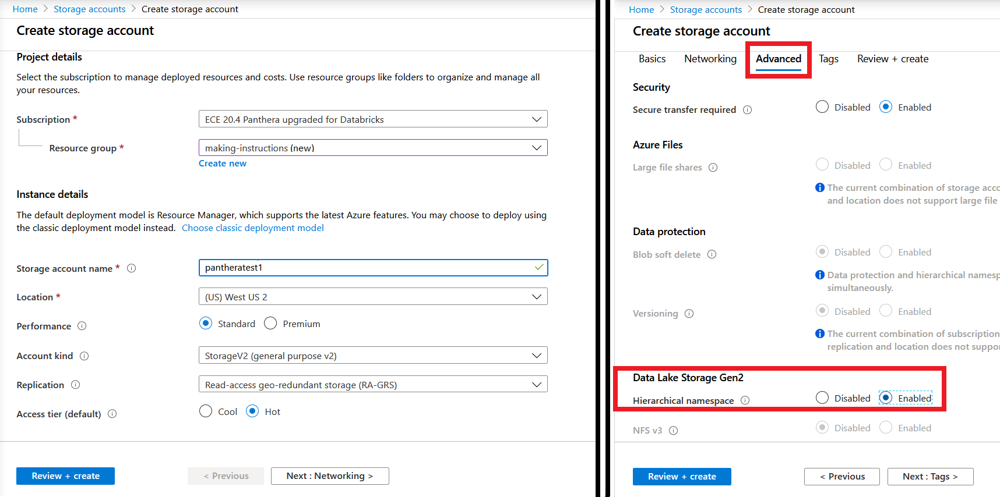 Home > Storage accounts > Create storage account
Create storage account
Project details
Select the subscription to manage deployed resources and costs. Use resource groups like folders to organize and manage all
your resources.
Subscription *
ECE 20.4 Panthera upgraded for Databricks
Resource group *
making-instructions (new)
Create new
Instance details
The default deployment model is Resource Manager, which supports the latest Azure features. You may choose to deploy using
the classic deployment model instead. Choose classic deployment model
Storage account name *
pantheratest1
Location *
(US) West US 2
Performance
Standard Premium
Account kind
StorageV2 (general purpose v2)
Replication
Read-access geo-redundant storage (RA-GRS)
Access tier (default)
Cool Hot
Review + create < Previous Next : Networking >
Home > Storage accounts > Create storage account
Create storage account
Basics Networking Advanced Tags Review + create
Security
Secure transfer required Disabled Enabled
Azure Files
Large file shares Disabled Enabled
The current combination of storage acco
and location does not support large file
Data protection
Blob soft delete Disabled Enabled
Data protection and hierarchical namesp
simultaneously.
Versioning Disabled Enabled
The current combination of subscription
replication and location does not suppo
Data Lake Storage Gen2
Hierarchical namespace Disabled Enabled
NFS v3 Disabled Enabled
Review + create < Previous Next : Tags >